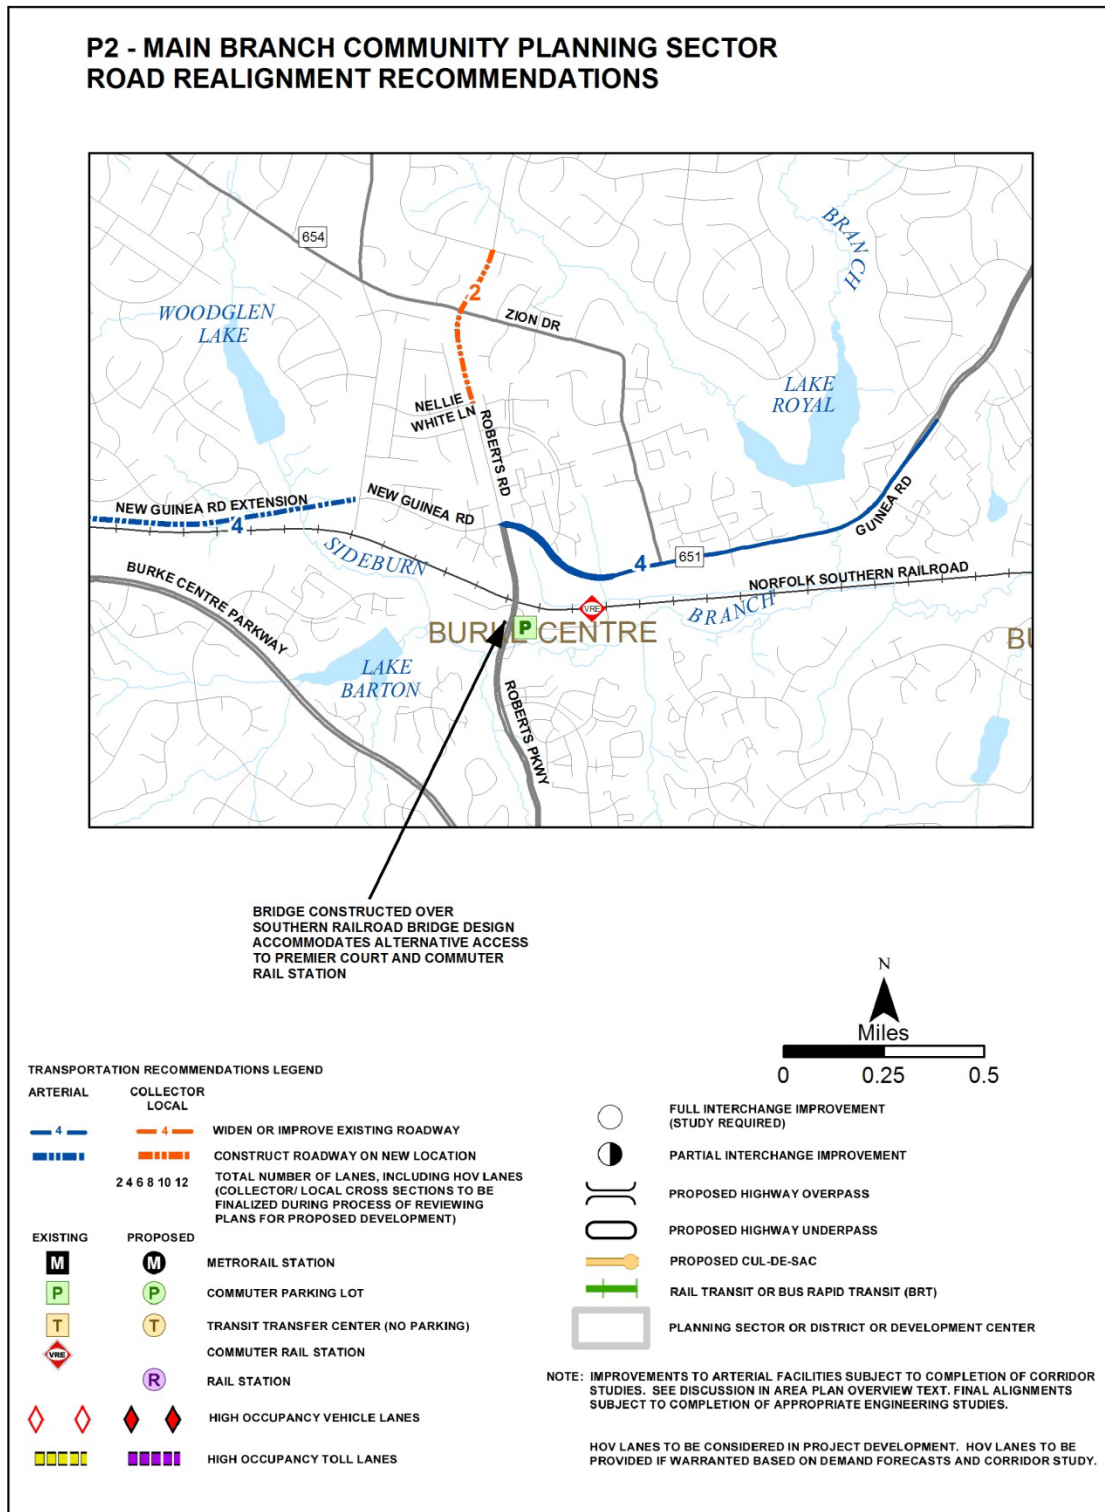 P2 - MAIN BRANCH COMMUNITY PLANNING SECTOR
ROAD REALIGNMENT RECOMMENDATIONS
654
BRANCH
2
WOODGLEN
LAKE
ZION DR
NELLIE
WHITE LN
LAKE
ROYAL
ROBERTS RD
NEW GUINEA RD EXTENSION
4
NEW GUINEA RD
GUINEA RD
SIDEBURN
4
651
NORFOLK SOUTHERN RAILROAD
BURKE CENTRE PARKWAY
VRE
BRANCH
P
BURKE CENTRE
BU
LAKE
BARTON
ROBERTS PKWY
BRIDGE CONSTRUCTED OVER
SOUTHERN RAILROAD BRIDGE DESIGN
ACCOMMODATES ALTERNATIVE ACCESS
TO PREMIER COURT AND COMMUTER
RAIL STATION
N
Miles
0 0.25 0.5
TRANSPORTATION RECOMMENDATIONS LEGEND
ARTERIAL COLLECTOR
LOCAL
4 4 WIDEN OR IMPROVE EXISTING ROADWAY
CONSTRUCT ROADWAY ON NEW LOCATION
2 4 6 8 10 12 TOTAL NUMBER OF LANES, INCLUDING HOV LANES
(COLLECTOR/ LOCAL CROSS SECTIONS TO BE
FINALIZED DURING PROCESS OF REVIEWING
PLANS FOR PROPOSED DEVELOPMENT)
EXISTING PROPOSED
M M METRORAIL STATION
P P COMMUTER PARKING LOT
T T TRANSIT TRANSFER CENTER (NO PARKING)
VRE COMMUTER RAIL STATION
R RAIL STATION
HIGH OCCUPANCY VEHICLE LANES
HIGH OCCUPANCY TOLL LANES
FULL INTERCHANGE IMPROVEMENT
(STUDY REQUIRED)
PARTIAL INTERCHANGE IMPROVEMENT
PROPOSED HIGHWAY OVERPASS
PROPOSED HIGHWAY UNDERPASS
PROPOSED CUL-DE-SAC
RAIL TRANSIT OR BUS RAPID TRANSIT (BRT)
PLANNING SECTOR OR DISTRICT OR DEVELOPMENT CENTER
NOTE: IMPROVEMENTS TO ARTERIAL FACILITIES SUBJECT TO COMPLETION OF CORRIDOR
STUDIES. SEE DISCUSSION IN AREA PLAN OVERVIEW TEXT. FINAL ALIGNMENTS
SUBJECT TO COMPLETION OF APPROPRIATE ENGINEERING STUDIES.
HOV LANES TO BE CONSIDERED IN PROJECT DEVELOPMENT. HOV LANES TO BE
PROVIDED IF WARRANTED BASED ON DEMAND FORECASTS AND CORRIDOR STUDY.